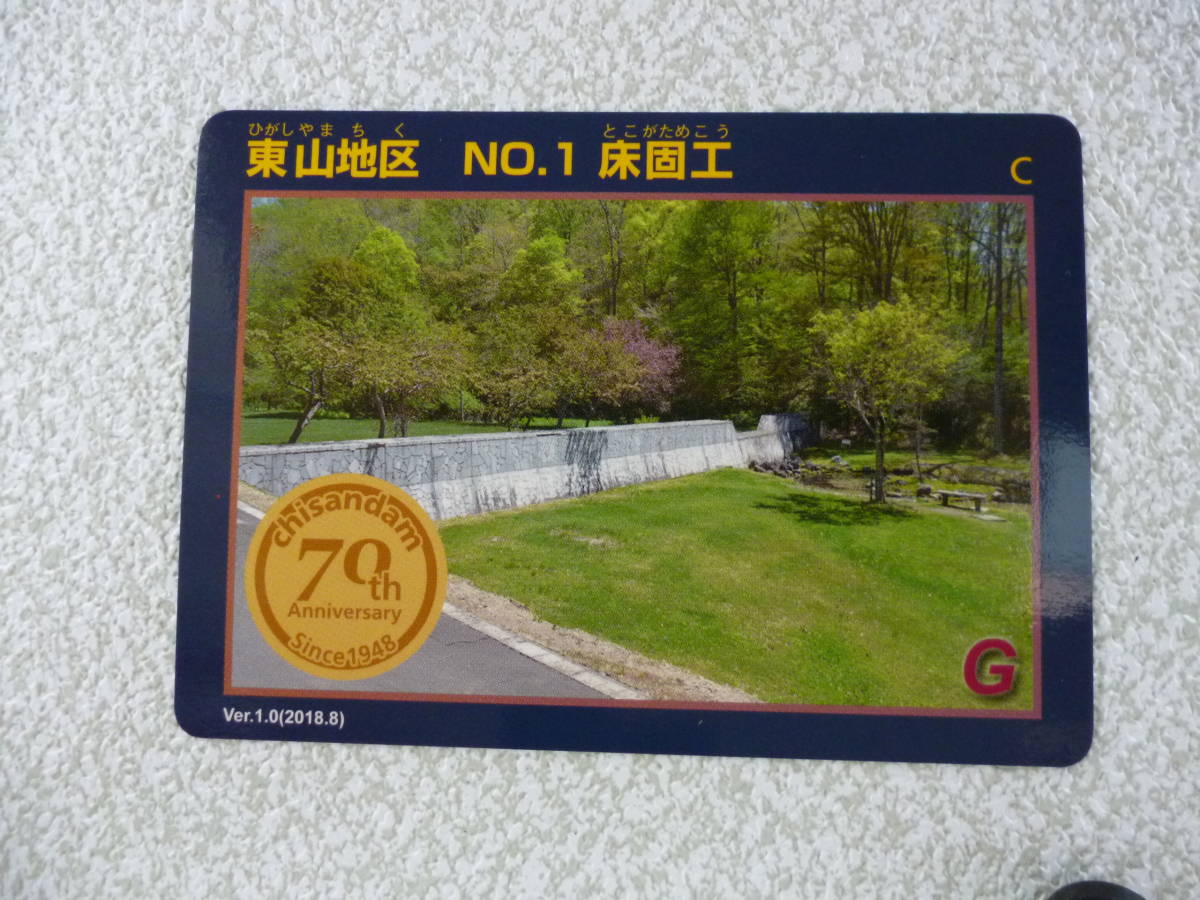 ひがしやま ち く とこがためこう
東山地区 NO.1 床固工
C
chisandam
70th
Anniversary
Since1948
G
Ver.1.0(2018.8)